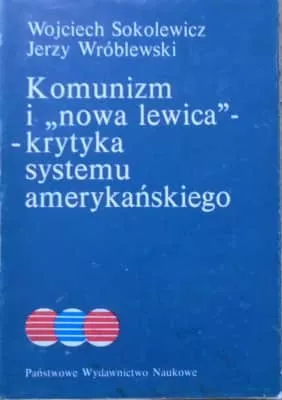 Wojciech Sokolewicz
Jerzy Wróblewski
Komunizm
i „nowa lewica”-
-krytyka
systemu
amerykańskiego
Państwowe Wydawnictwo Naukowe